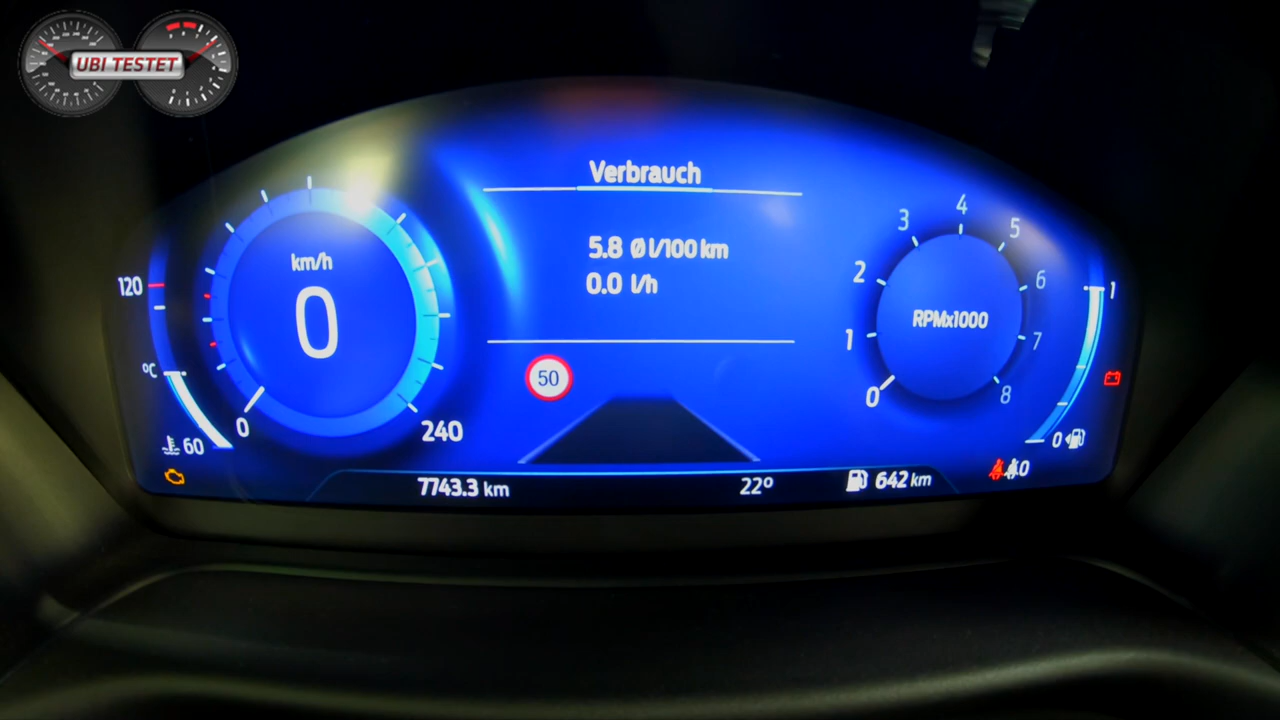 UBI TESTET
Verbrauch
5.8 Ø l/100 km
0.0 l/h
km/h
0
0
240
120
°C
60
50
RPMx1000
0
1
2
3
4
5
6
7
8
1
0
0
7743.3 km
22°
642 km